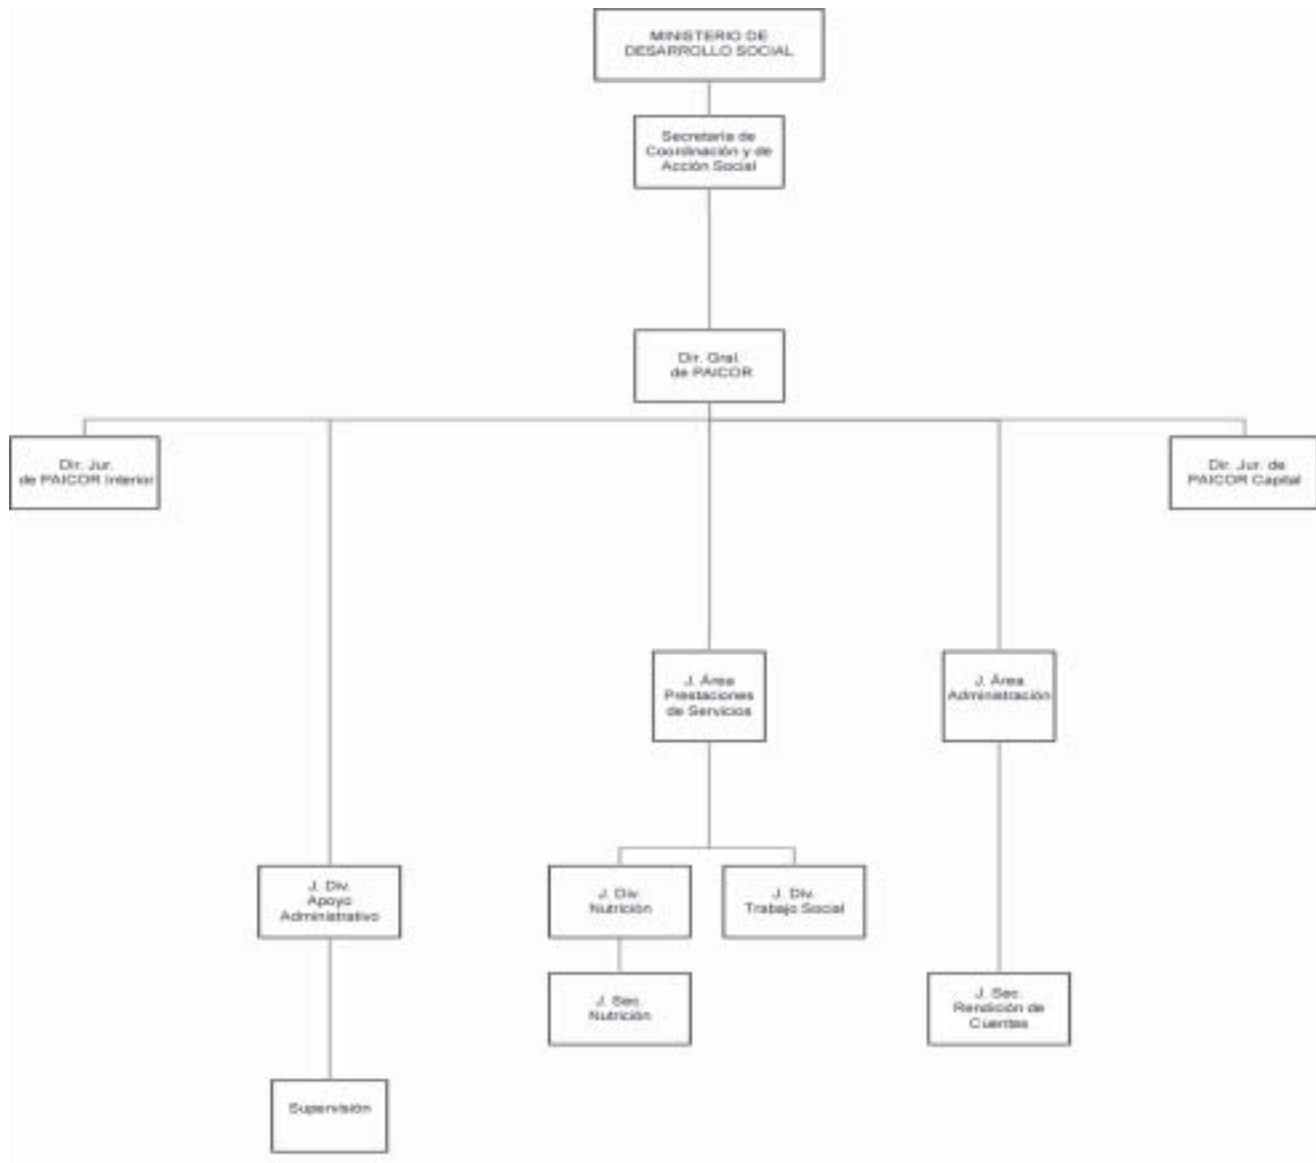 MINISTERIO DE
DESARROLLO SOCIAL
Secretaría de
Coordinación y de
Acción Social
Dir. Gral.
de PAICOR
Dir. Jur.
de PAICOR Interior
Dir. Jur. de
PAICOR Capital
J. Área
Prestaciones
de Servicios
J. Área
Administración
J. Div.
Apoyo
Administrativo
J. Div.
Nutrición
J. Div.
Trabajo Social
J. Sec.
Nutrición
J. Sec.
Rendición de
Cuentas
Supervisión